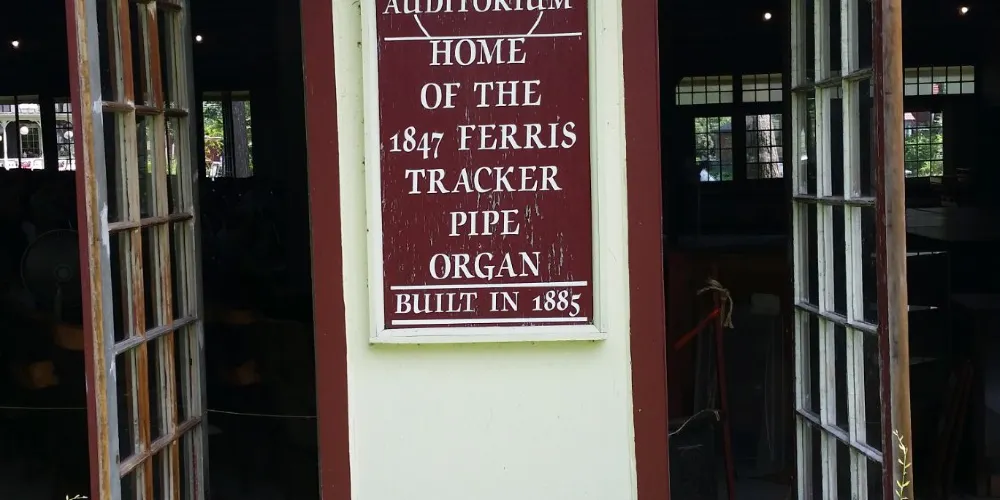 AUDITORIUM
HOME
OF THE
1847 FERRIS
TRACKER
PIPE
ORGAN
BUILT IN 1885